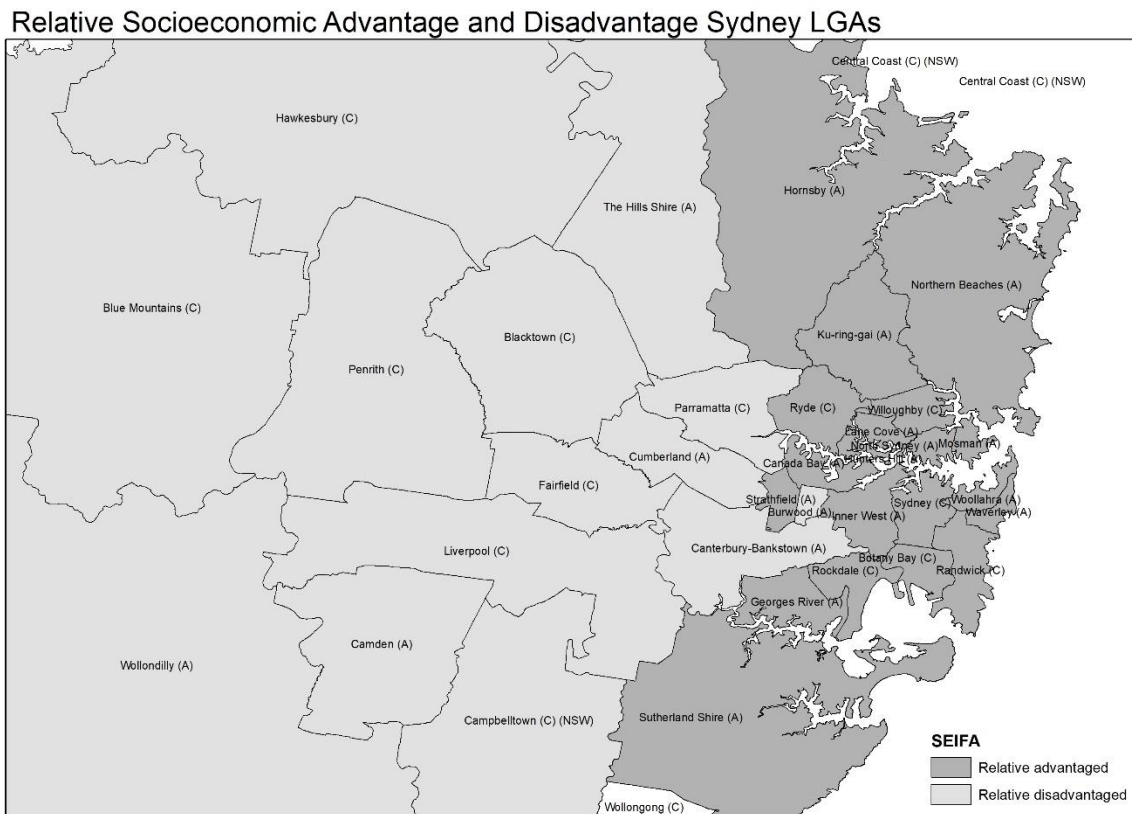 Relative Socioeconomic Advantage and Disadvantage Sydney LGAs
Central Coast (C) (NSW)
Central Coast (C) (NSW)
Hawkesbury (C)
Hornsby (A)
The Hills Shire (A)
Northern Beaches (A)
Blue Mountains (C)
Ku-ring-gai (A)
Blacktown (C)
Penrith (C)
Parramatta (C)
Ryde (C)
Willoughby (C)
Lane Cove (A)
North Sydney (A)
Mosman (A)
Hunters Hill (A)
Cumberland (A)
Canada Bay (A)
Fairfield (C)
Strathfield (A)
Burwood (A)
Inner West (A)
Sydney (C)
Woollahra (A)
Waverley (A)
Liverpool (C)
Canterbury-Bankstown (A)
Botany Bay (C)
Rockdale (C)
Randwick (C)
Georges River (A)
Camden (A)
Wollondilly (A)
Campbelltown (C) (NSW)
Sutherland Shire (A)
Wollongong (C)
SEIFA
Relative advantaged
Relative disadvantaged